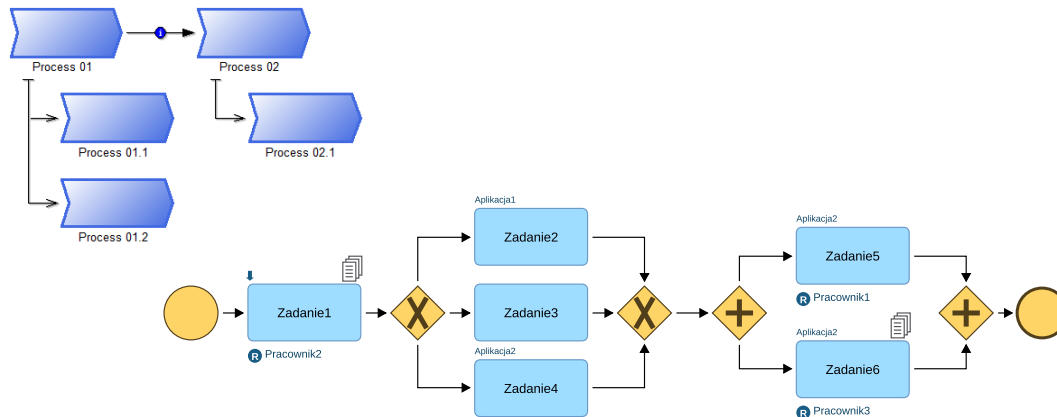 Process 01
Process 02
Process 01.1
Process 02.1
Process 01.2
Aplikacja1
Zadanie2
Zadanie1
R Pracownik2
Zadanie3
Aplikacja2
Zadanie4
Aplikacja2
Zadanie5
R Pracownik1
Aplikacja2
Zadanie6
R Pracownik3